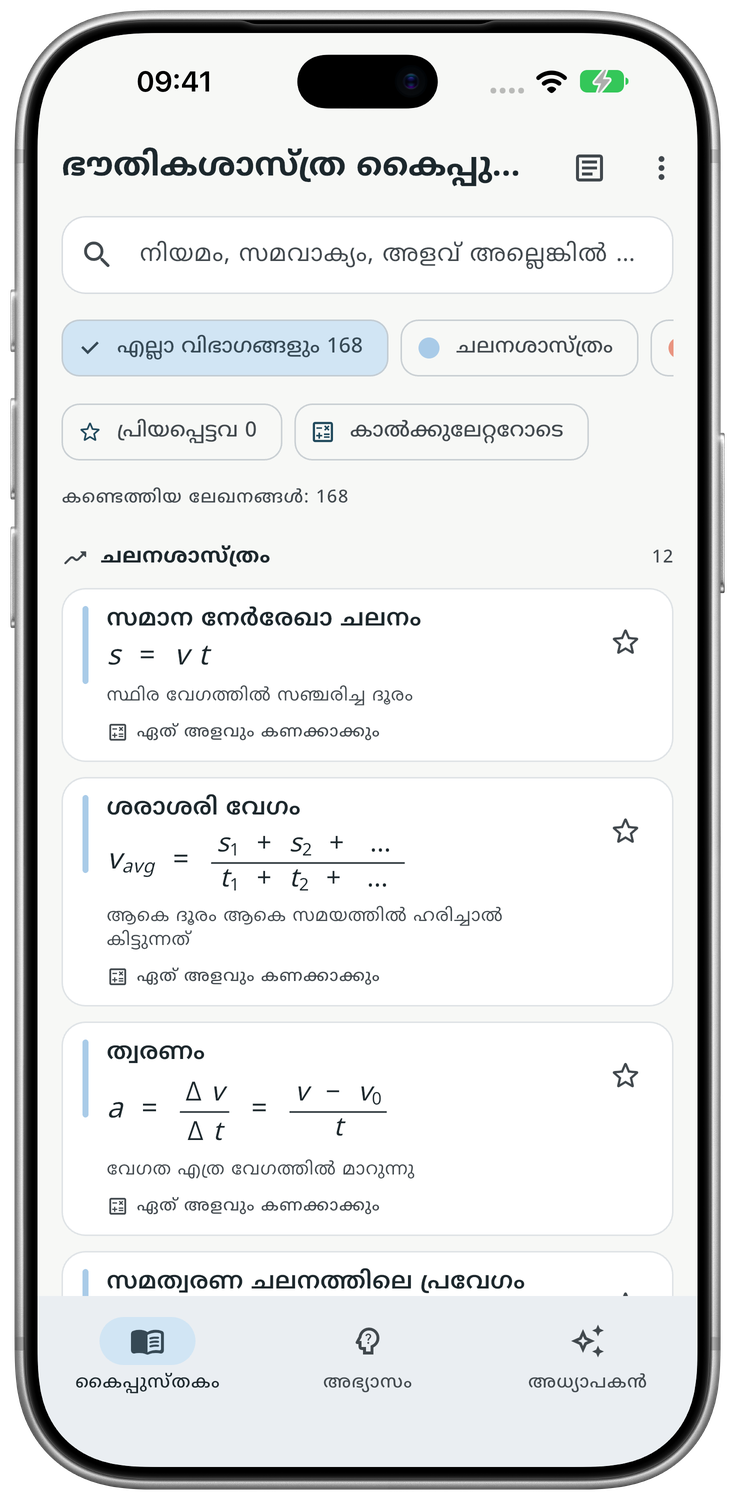 09:41
ഭൗതികശാസ്ത്ര കൈപ്പു...
നിയമം, സമവാക്യം, അളവ് അല്ലെങ്കിൽ ...
എല്ലാ വിഭാഗങ്ങളും 168
ചലനശാസ്ത്രം
പ്രിയപ്പെട്ടവ 0
കാൽക്കുലേറ്ററോടെ
കണ്ടെത്തിയ ലേഖനങ്ങൾ: 168
ചലനശാസ്ത്രം 12
സമാന നേർരേഖാ ചലനം
s = v t
സ്ഥിര വേഗത്തിൽ സഞ്ചരിച്ച ദൂരം
ഏത് അളവും കണക്കാക്കും
ശരാശരി വേഗം
v_avg = (s₁ + s₂ + ...) / (t₁ + t₂ + ...)
ആകെ ദൂരം ആകെ സമയത്തിൽ ഹരിച്ചാൽ
കിട്ടുന്നത്
ഏത് അളവും കണക്കാക്കും
ത്വരണം
a = Δ v / Δ t = (v − v₀) / t
വേഗത എത്ര വേഗത്തിൽ മാറുന്നു
ഏത് അളവും കണക്കാക്കും
സമത്വരണ ചലനത്തിലെ പ്രവേഗം
കൈപ്പുസ്തകം
അഭ്യാസം
അധ്യാപകൻ